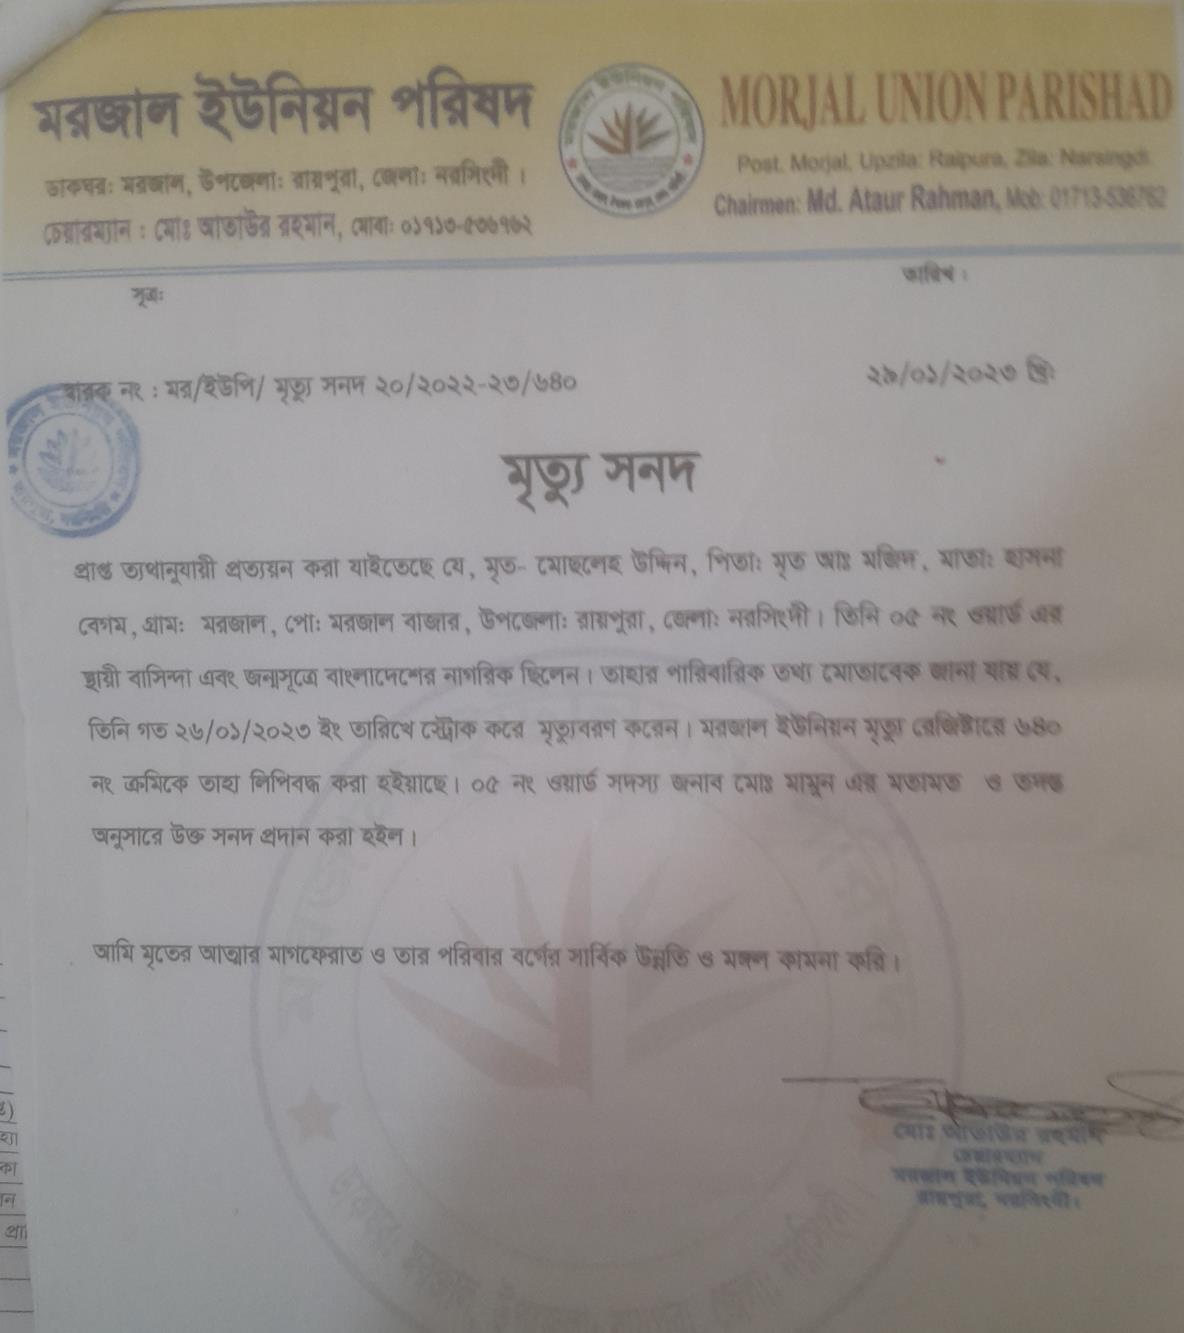 মরজাল ইউনিয়ন পরিষদ
ডাকঘর: মরজাল, উপজেলা: রায়পুরা, জেলা: নরসিংদী।
চেয়ারম্যান : মোঃ আতাউর রহমান, মোবা: ০১৭১৩-৫৩৬৭৬২
MORJAL UNION PARISHAD
Post. Morjal, Upzila: Raipura, Zila: Narsingdi.
Chairmen: Md. Ataur Rahman, Mob: 01713-536762
সূত্র:
তারিখ :
স্মারক নং : মর/ইউপি/ মৃত্যু সনদ ২০/২০২২-২৩/৬৪০
২৯/০১/২০২৩ খ্রি:
মৃত্যু সনদ
প্রাপ্ত তথ্যানুযায়ী প্রত্যয়ন করা যাইতেছে যে, মৃত- মোছলেহ উদ্দিন, পিতা: মৃত আঃ মজিদ, মাতা: হাসনা
বেগম, গ্রাম: মরজাল, পো: মরজাল বাজার, উপজেলা: রায়পুরা, জেলা: নরসিংদী। তিনি ০৫ নং ওয়ার্ড এর
স্থায়ী বাসিন্দা এবং জন্মসূত্রে বাংলাদেশের নাগরিক ছিলেন। তাহার পারিবারিক তথ্য মোতাবেক জানা যায় যে,
তিনি গত ২৬/০১/২০২৩ ইং তারিখে স্ট্রোক করে মৃত্যুবরণ করেন। মরজাল ইউনিয়ন মৃত্যু রেজিষ্টারে ৬৪০
নং ক্রমিকে তাহা লিপিবদ্ধ করা হইয়াছে। ০৫ নং ওয়ার্ড সদস্য জনাব মোঃ মামুন এর মতামত ও তদন্ত
অনুসারে উক্ত সনদ প্রদান করা হইল।
আমি মৃতের আত্মার মাগফেরাত ও তার পরিবার বর্গের সার্বিক উন্নতি ও মঙ্গল কামনা করি।
মোঃ আতাউর রহমান
চেয়ারম্যান
মরজাল ইউনিয়ন পরিষদ
রায়পুরা, নরসিংদী।